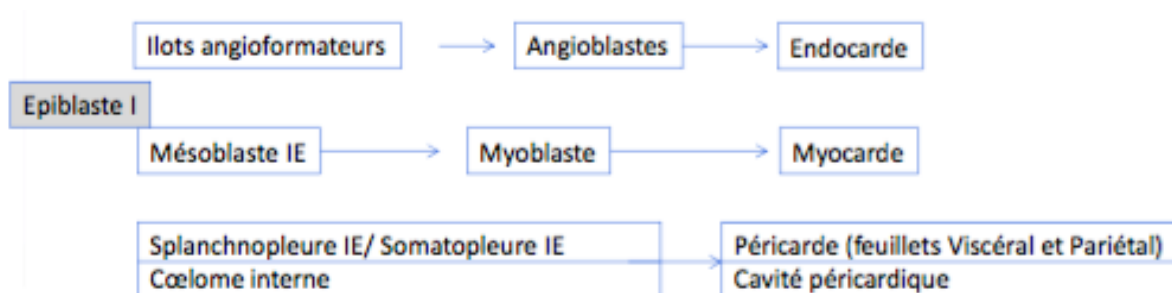 Ilots angioformateurs Angioblastes Endocarde
Epiblaste I
Mésoblaste IE Myoblaste Myocarde
Splanchnopleure IE/ Somatopleure IE Péricarde (feuillets Viscéral et Pariétal)
Cœlome interne Cavité péricardique